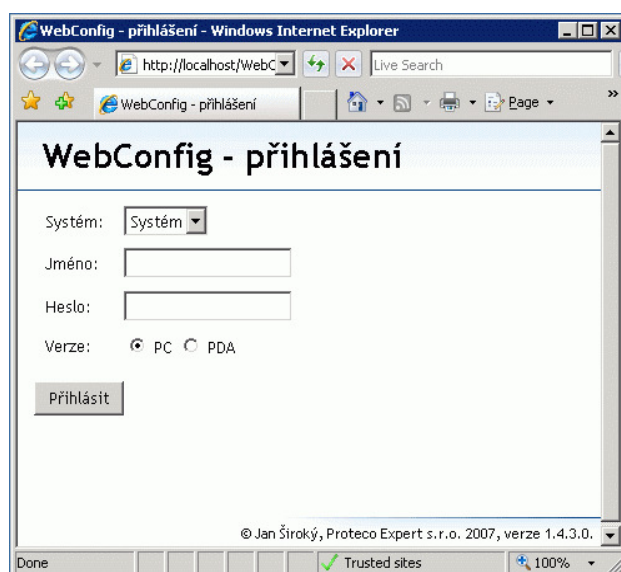 WebConfig - přihlášení - Windows Internet Explorer
http://localhost/WebC
Live Search
WebConfig - přihlášení
Page
WebConfig - přihlášení
Systém: Systém
Jméno:
Heslo:
Verze: PC PDA
Přihlásit
© Jan Široký, Proteco Expert s.r.o. 2007, verze 1.4.3.0.
Done Trusted sites 100%